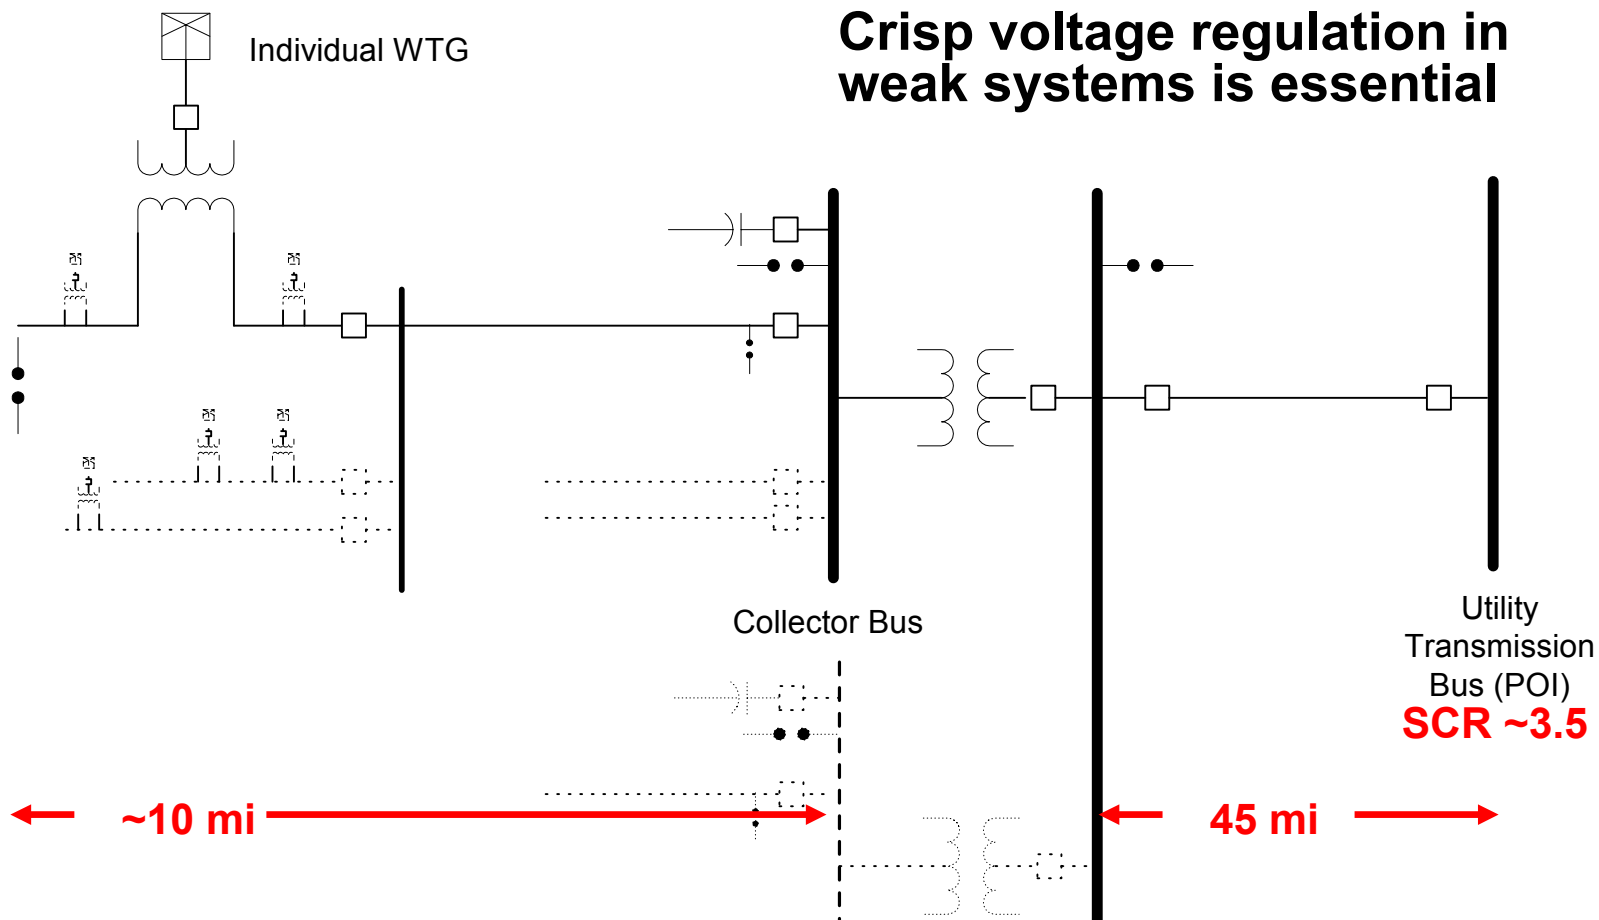 Crisp voltage regulation in
weak systems is essential
Individual WTG
Collector Bus
Utility
Transmission
Bus (POI)
SCR ~3.5
~10 mi
45 mi